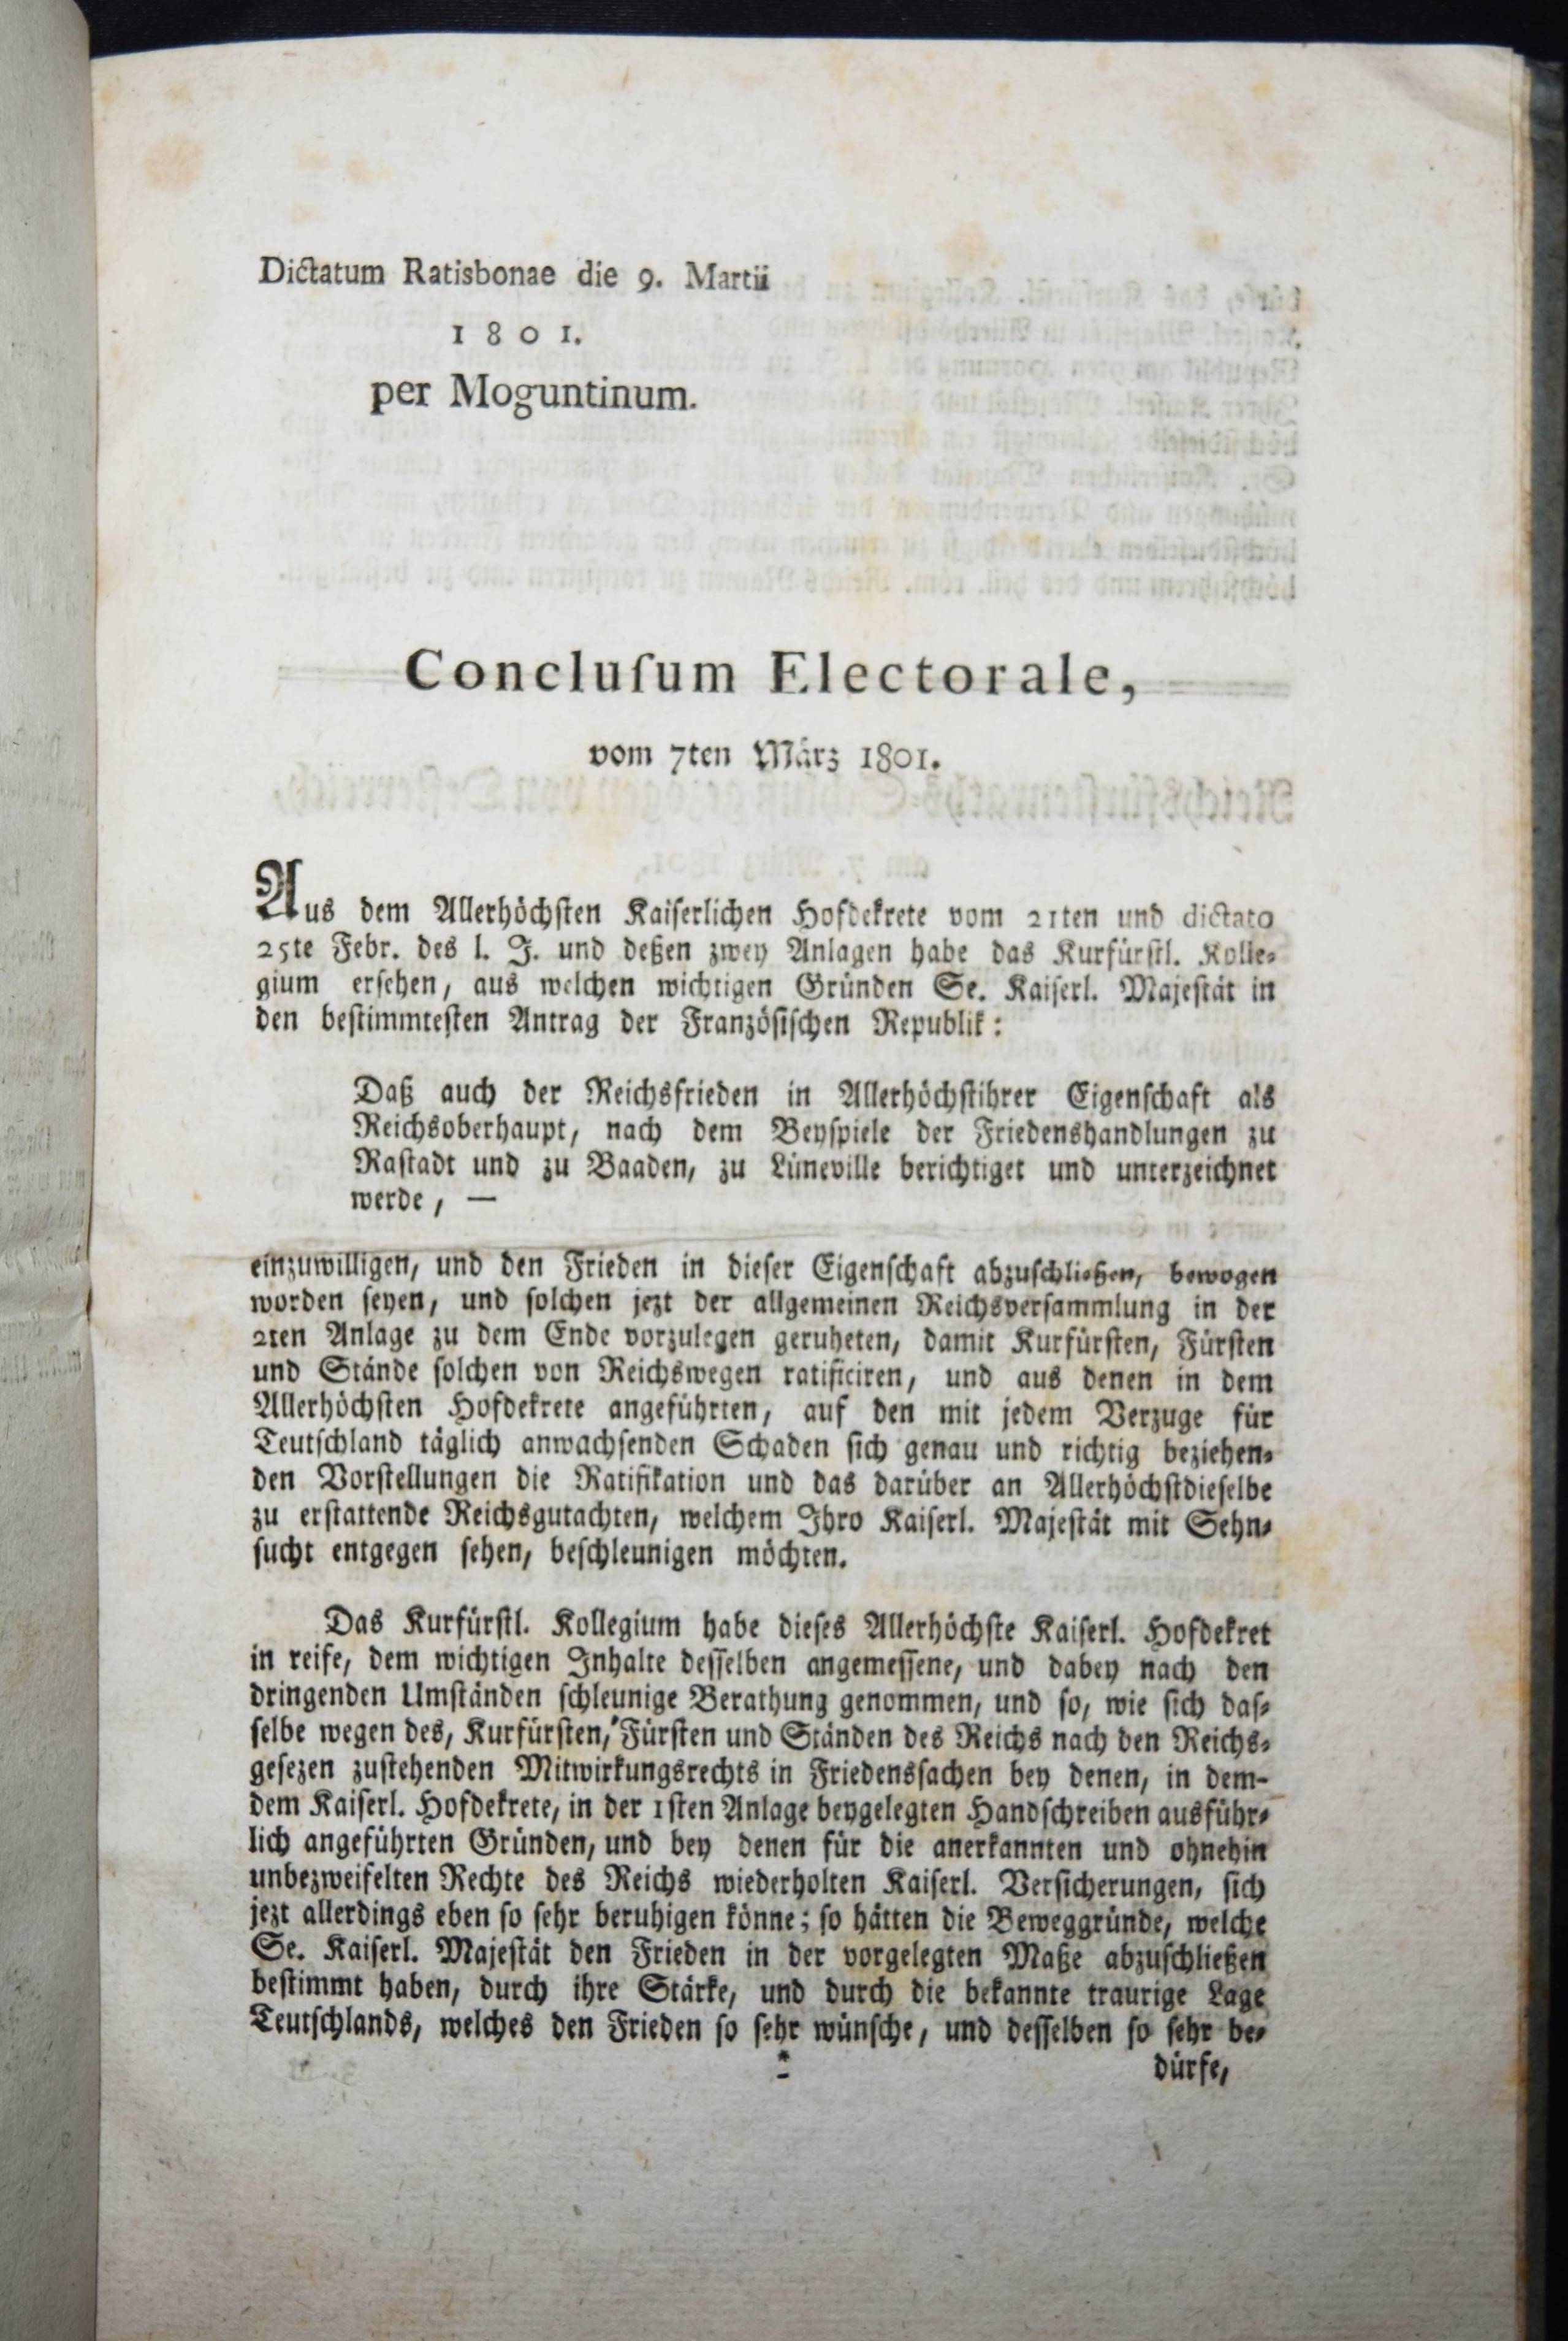 Dictatum Ratisbonae die 9. Martii
1801.
per Moguntinum.
Concluſum Electorale,
vom 7ten März 1801.
Aus dem Allerhöchſten Kaiſerlichen Hofdekrete vom 21ten und dictato
25te Febr. des l. J. und deßen zwey Anlagen habe das Kurfürſtl. Kolle⸗
gium erſehen, aus welchen wichtigen Gründen Se. Kaiſerl. Majeſtät in
den beſtimmteſten Antrag der Franzöſiſchen Republik:
Daß auch der Reichsfrieden in Allerhöchſtihrer Eigenſchaft als
Reichsoberhaupt, nach dem Beyſpiele der Friedenshandlungen zu
Raſtadt und zu Baaden, zu Lüneville berichtiget und unterzeichnet
werde, —
einzuwilligen, und den Frieden in dieſer Eigenſchaft abzuſchließen, bewogen
worden ſeyen, und ſolchen jezt der allgemeinen Reichsverſammlung in der
2ten Anlage zu dem Ende vorzulegen geruheten, damit Kurfürſten, Fürſten
und Stände ſolchen von Reichswegen ratificiren, und aus denen in dem
Allerhöchſten Hofdekrete angeführten, auf den mit jedem Verzuge für
Teutſchland täglich anwachſenden Schaden ſich genau und richtig beziehen⸗
den Vorſtellungen die Ratifikation und das darüber an Allerhöchſtdieſelbe
zu erſtattende Reichsgutachten, welchem Ihro Kaiſerl. Majeſtät mit Sehn⸗
ſucht entgegen ſehen, beſchleunigen möchten.
Das Kurfürſtl. Kollegium habe dieſes Allerhöchſte Kaiſerl. Hofdekret
in reife, dem wichtigen Inhalte deſſelben angemeſſene, und dabey nach den
dringenden Umſtänden ſchleunige Berathung genommen, und ſo, wie ſich daſ⸗
ſelbe wegen des, Kurfürſten, Fürſten und Ständen des Reichs nach den Reichs⸗
geſezen zuſtehenden Mitwirkungsrechts in Friedensſachen bey denen, in dem-
dem Kaiſerl. Hofdekrete, in der 1ſten Anlage beygelegten Handſchreiben ausführ⸗
lich angeführten Gründen, und bey denen für die anerkannten und ohnehin
unbezweifelten Rechte des Reichs wiederholten Kaiſerl. Verſicherungen, ſich
jezt allerdings eben ſo ſehr beruhigen könne; ſo hätten die Beweggründe, welche
Se. Kaiſerl. Majeſtät den Frieden in der vorgelegten Maße abzuſchließen
beſtimmt haben, durch ihre Stärke, und durch die bekannte traurige Lage
Teutſchlands, welches den Frieden ſo ſehr wünſche, und deſſelben ſo ſehr be⸗
* dürfe,